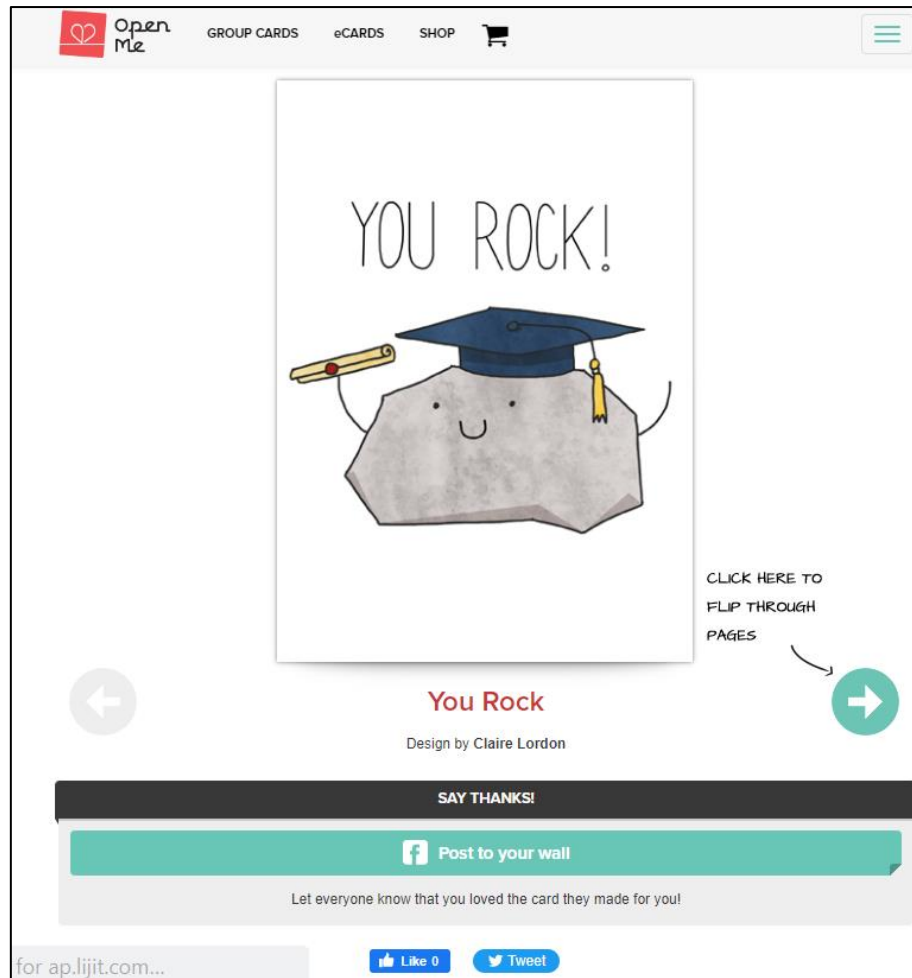 Open
Me
GROUP CARDS eCARDS SHOP
YOU ROCK!
CLICK HERE TO
FLIP THROUGH
PAGES
You Rock
Design by Claire Lordon
SAY THANKS!
f Post to your wall
Let everyone know that you loved the card they made for you!
Like 0 Tweet
for ap.lijit.com...